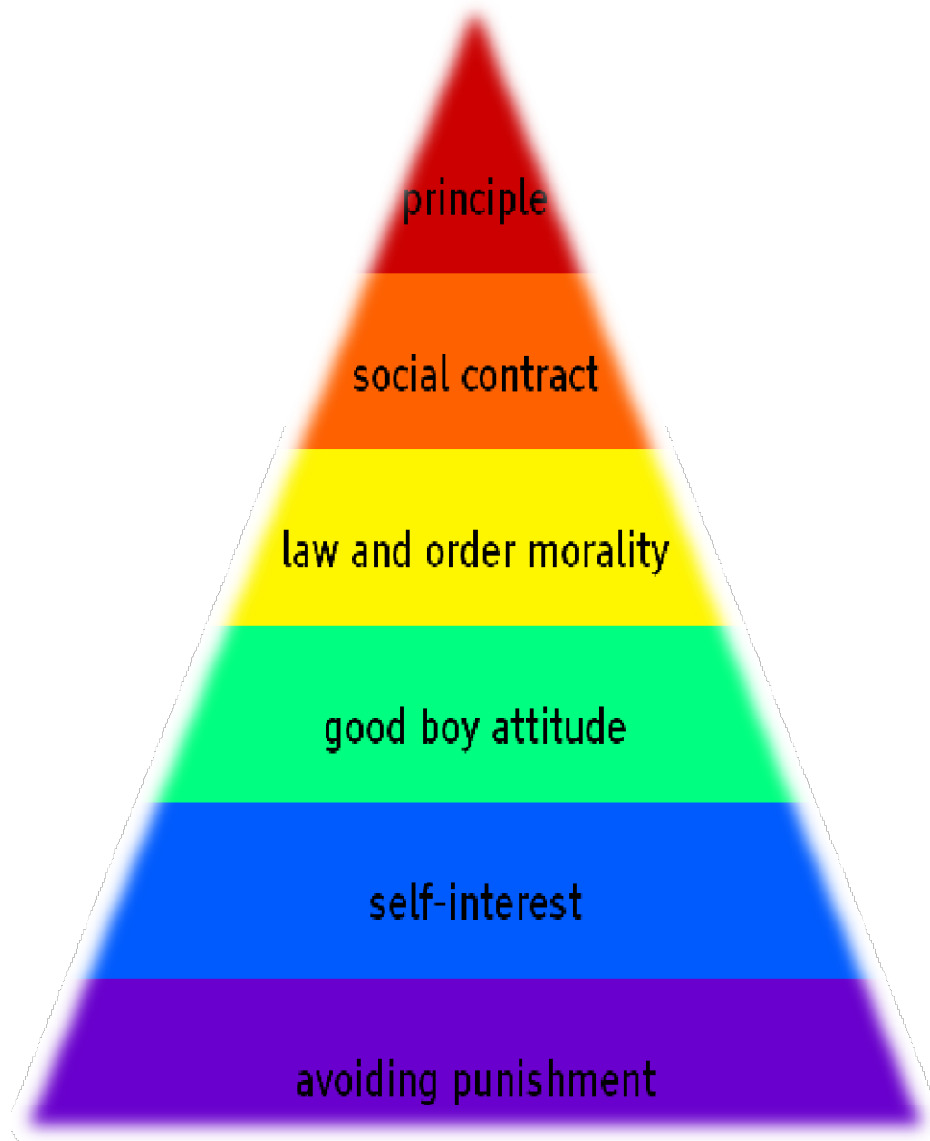 principle
social contract
law and order morality
good boy attitude
self-interest
avoiding punishment